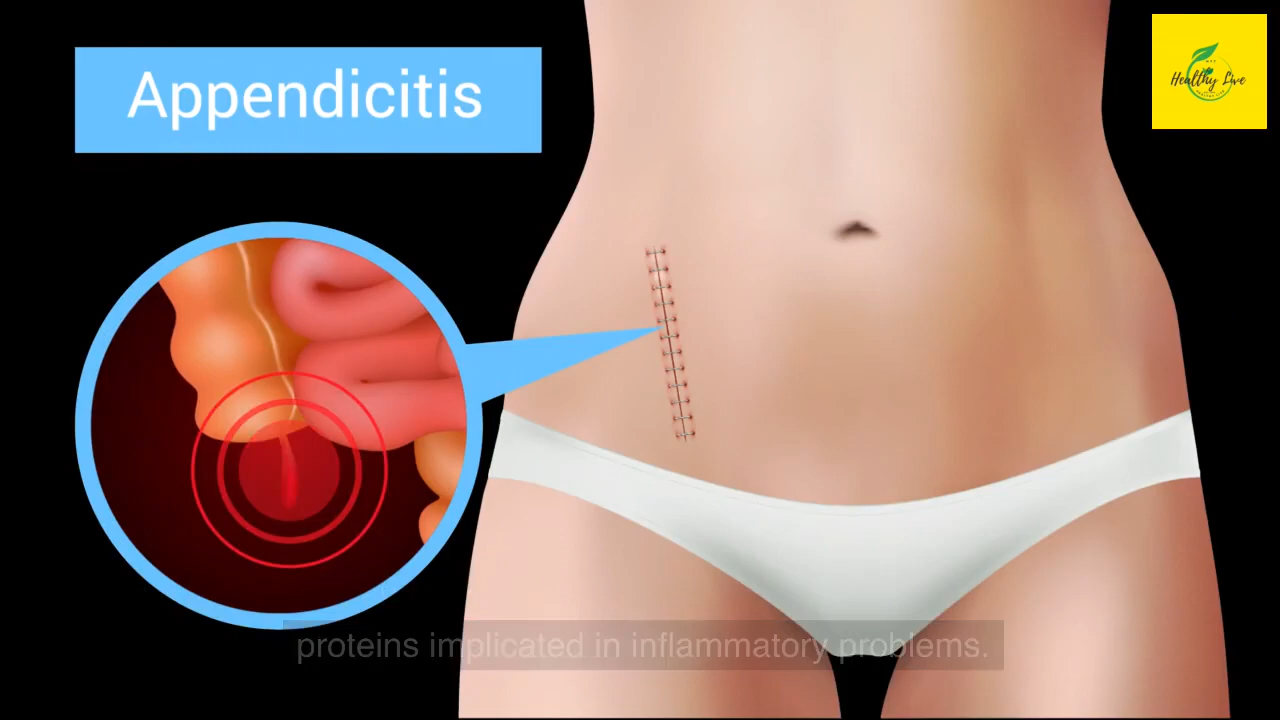 Appendicitis
Healthy Live
proteins implicated in inflammatory problems.